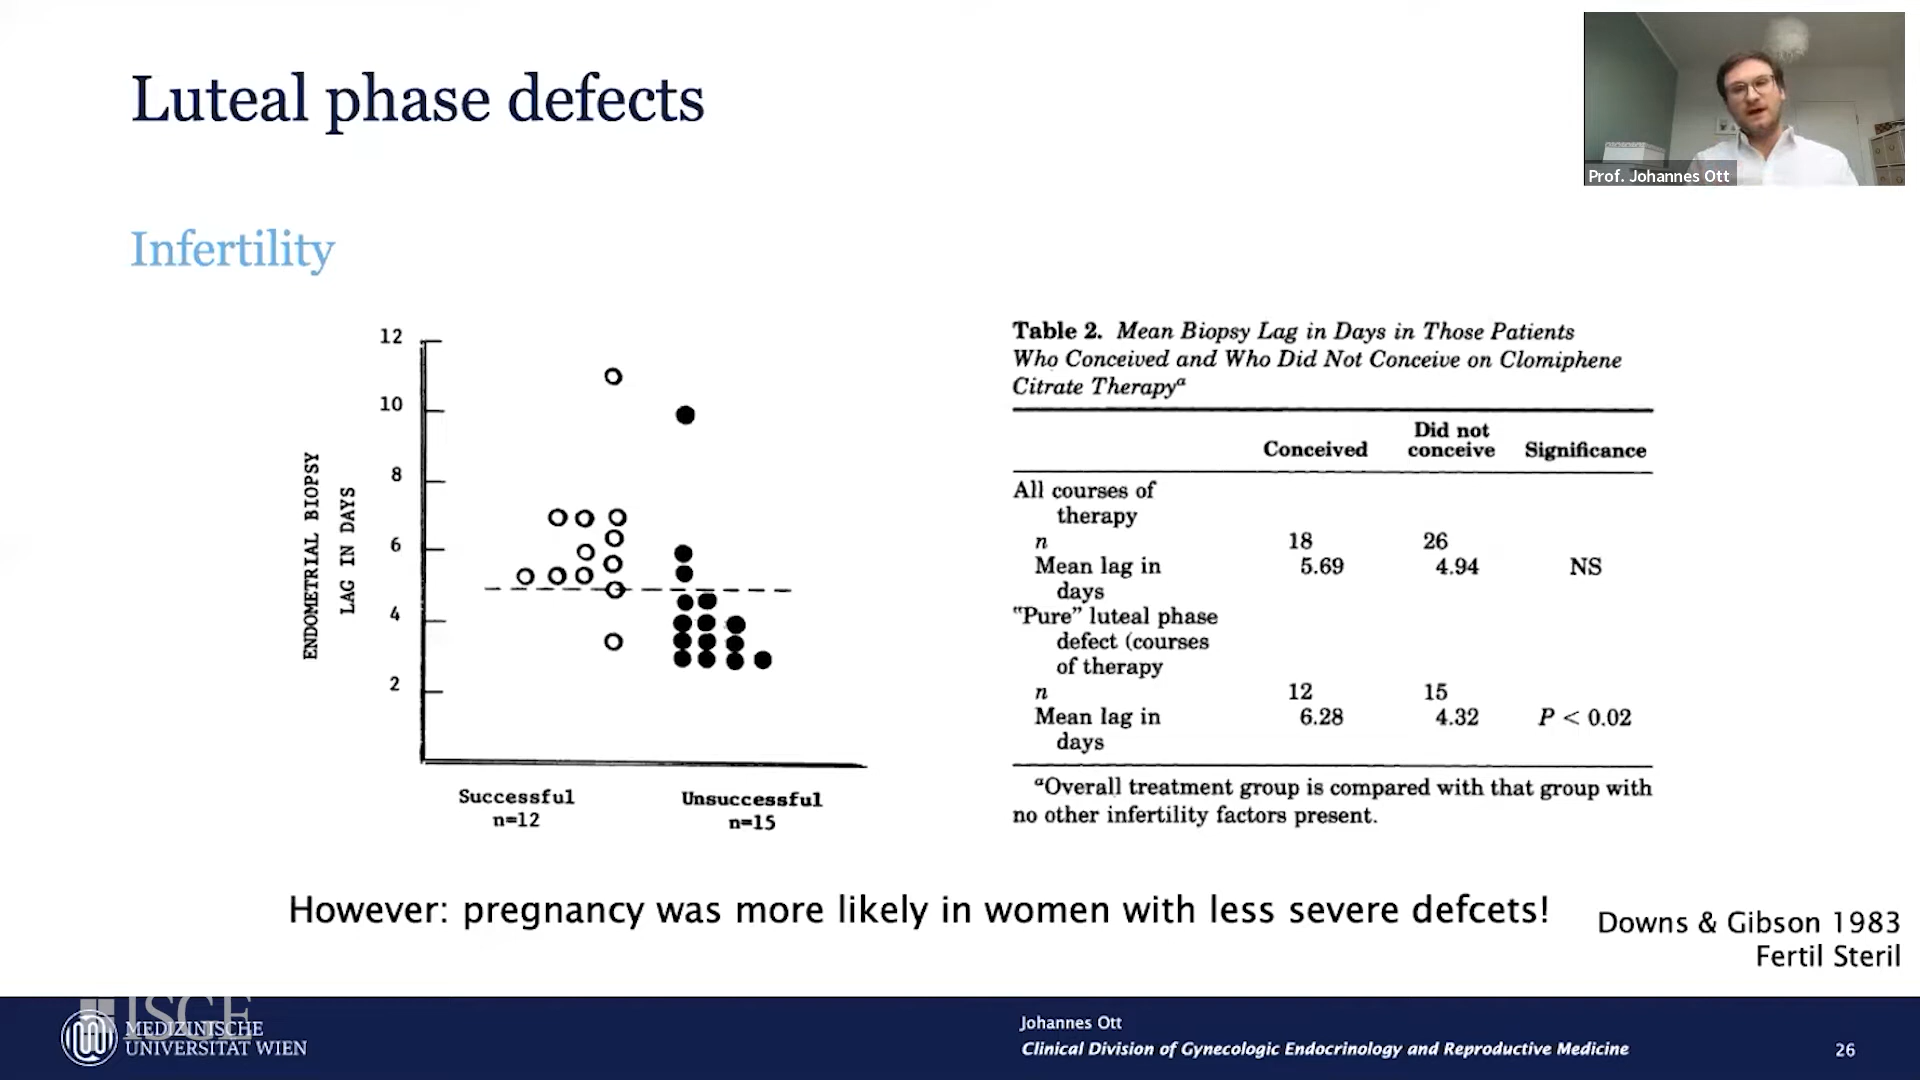 Luteal phase defects
Prof. Johannes Ott
Infertility
12
10
8
6
4
2
ENDOMETRIAL BIOPSY
LAG IN DAYS
Successful
n=12
Unsuccessful
n=15
Table 2. Mean Biopsy Lag in Days in Those Patients
Who Conceived and Who Did Not Conceive on Clomiphene
Citrate Therapyᵃ
Conceived Did not conceive Significance
All courses of
therapy
n 18 26
Mean lag in 5.69 4.94 NS
days
"Pure" luteal phase
defect (courses
of therapy
n 12 15
Mean lag in 6.28 4.32 P < 0.02
days
ᵃOverall treatment group is compared with that group with
no other infertility factors present.
However: pregnancy was more likely in women with less severe defcets!
Downs & Gibson 1983
Fertil Steril
ISGE
MEDIZINISCHE
UNIVERSITÄT WIEN
Johannes Ott
Clinical Division of Gynecologic Endocrinology and Reproductive Medicine
26